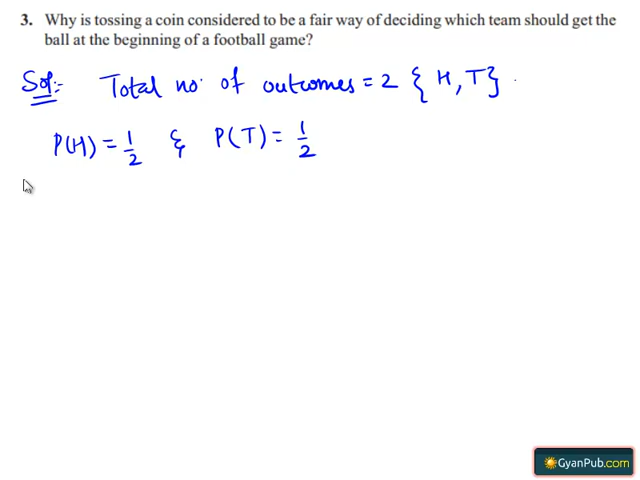 3. Why is tossing a coin considered to be a fair way of deciding which team should get the
ball at the beginning of a football game?
Sol:- Total no. of outcomes = 2 {H, T}
P(H) = 1/2 & P(T) = 1/2
GyanPub.com